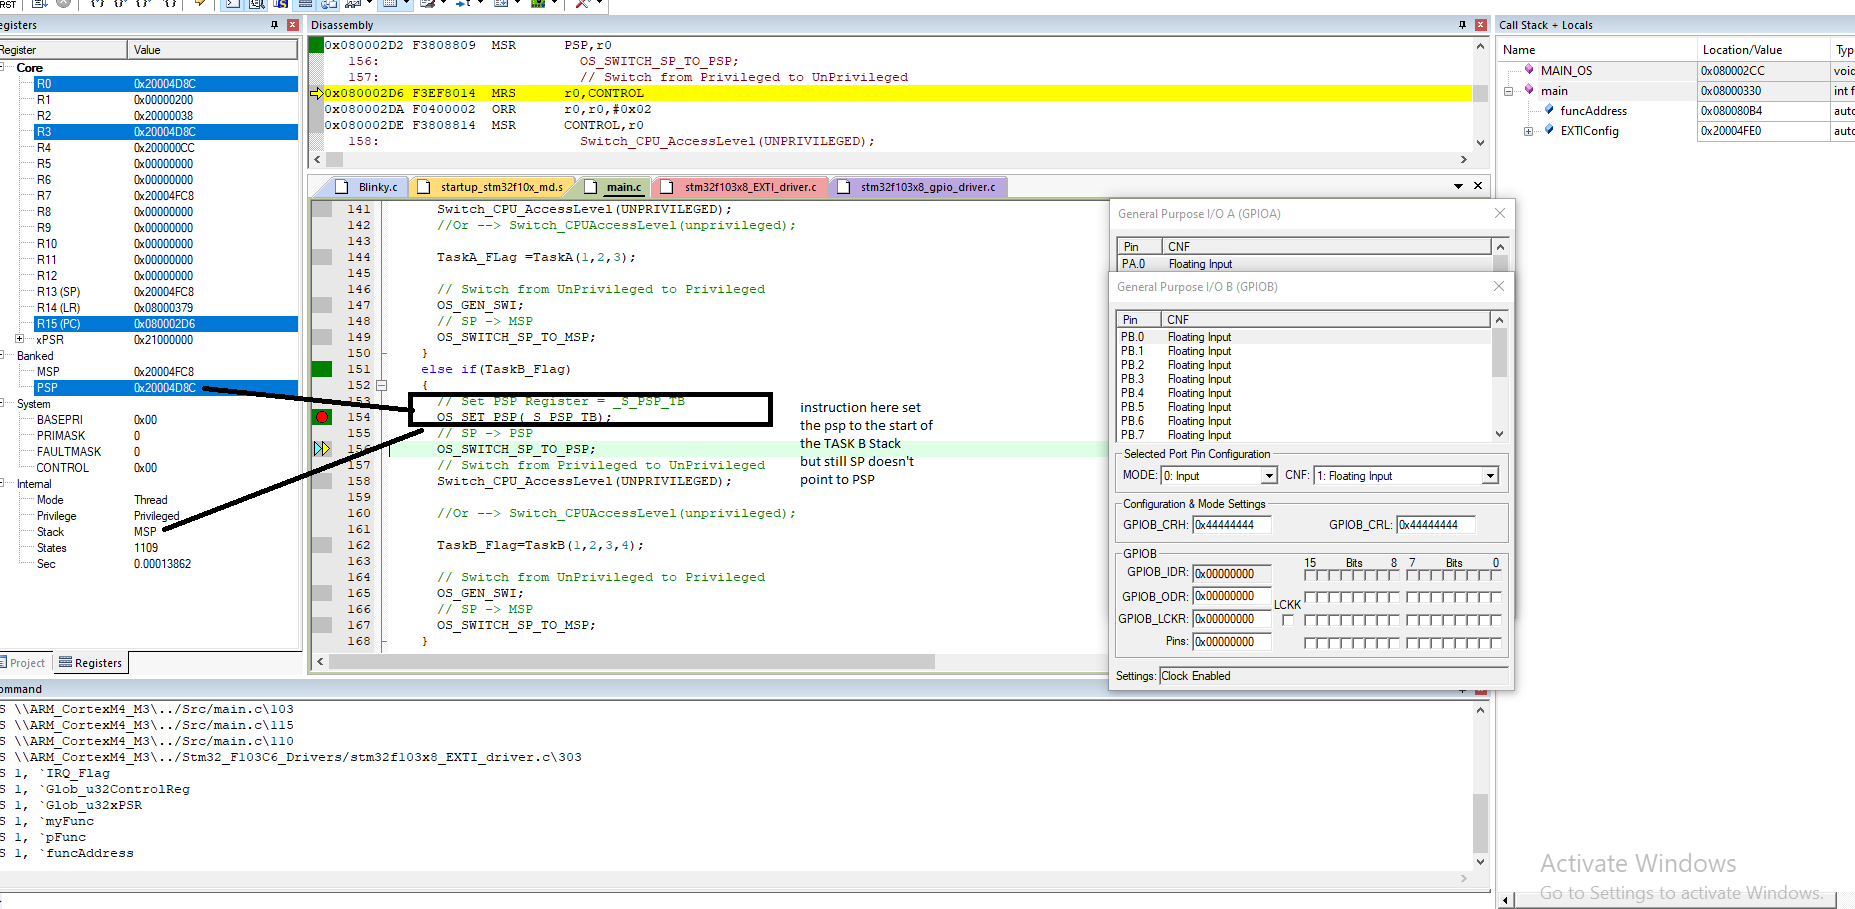 RST
egisters
Register Value
Core
R0 0x20004D8C
R1 0x00000200
R2 0x20000038
R3 0x20004D8C
R4 0x200000CC
R5 0x00000000
R6 0x00000000
R7 0x20004FC8
R8 0x00000000
R9 0x00000000
R10 0x00000000
R11 0x00000000
R12 0x00000000
R13 (SP) 0x20004FC8
R14 (LR) 0x08000379
R15 (PC) 0x080002D6
xPSR 0x21000000
Banked
MSP 0x20004FC8
PSP 0x20004D8C
System
BASEPRI 0x00
PRIMASK 0
FAULTMASK 0
CONTROL 0x00
Internal
Mode Thread
Privilege Privileged
Stack MSP
States 1109
Sec 0.00013862
Project Registers
Disassembly
0x080002D2 F3808809 MSR PSP,r0
156: OS_SWITCH_SP_TO_PSP;
157: // Switch from Privileged to UnPrivileged
0x080002D6 F3EF8014 MRS r0,CONTROL
0x080002DA F0400002 ORR r0,r0,#0x02
0x080002DE F3808814 MSR CONTROL,r0
158: Switch_CPU_AccessLevel(UNPRIVILEGED);
Blinky.c startup_stm32f10x_md.s main.c stm32f103x8_EXTI_driver.c stm32f103x8_gpio_driver.c
141 Switch_CPU_AccessLevel(UNPRIVILEGED);
142 //Or --> Switch_CPUAccessLevel(unprivileged);
143
144 TaskA_FLag =TaskA(1,2,3);
145
146 // Switch from UnPrivileged to Privileged
147 OS_GEN_SWI;
148 // SP -> MSP
149 OS_SWITCH_SP_TO_MSP;
150 }
151 else if(TaskB_Flag)
152 {
153 // Set PSP Register = _S_PSP_TB
154 OS_SET_PSP(_S_PSP_TB);
155 // SP -> PSP
156 OS_SWITCH_SP_TO_PSP;
157 // Switch from Privileged to UnPrivileged
158 Switch_CPU_AccessLevel(UNPRIVILEGED);
159
160 //Or --> Switch_CPUAccessLevel(unprivileged);
161
162 TaskB_Flag=TaskB(1,2,3,4);
163
164 // Switch from UnPrivileged to Privileged
165 OS_GEN_SWI;
166 // SP -> MSP
167 OS_SWITCH_SP_TO_MSP;
168 }
instruction here set
the psp to the start of
the TASK B Stack
but still SP doesn't
point to PSP
Call Stack + Locals
Name Location/Value Typ
MAIN_OS 0x080002CC void
main 0x08000330 int f
funcAddress 0x080080B4 auto
EXTIConfig 0x20004FE0 auto
General Purpose I/O A (GPIOA)
Pin CNF
PA.0 Floating Input
General Purpose I/O B (GPIOB)
Pin CNF
PB.0 Floating Input
PB.1 Floating Input
PB.2 Floating Input
PB.3 Floating Input
PB.4 Floating Input
PB.5 Floating Input
PB.6 Floating Input
PB.7 Floating Input
Selected Port Pin Configuration
MODE: 0: Input CNF: 1: Floating Input
Configuration & Mode Settings
GPIOB_CRH: 0x44444444 GPIOB_CRL: 0x44444444
GPIOB
15 Bits 8 7 Bits 0
GPIOB_IDR: 0x00000000
GPIOB_ODR: 0x00000000
LCKK
GPIOB_LCKR: 0x00000000
Pins: 0x00000000
Settings: Clock Enabled
ommand
S \\ARM_CortexM4_M3\../Src/main.c\103
S \\ARM_CortexM4_M3\../Src/main.c\115
S \\ARM_CortexM4_M3\../Src/main.c\110
S \\ARM_CortexM4_M3\../Stm32_F103C6_Drivers/stm32f103x8_EXTI_driver.c\303
S 1, `IRQ_Flag
S 1, `Glob_u32ControlReg
S 1, `Glob_u32xPSR
S 1, `myFunc
S 1, `pFunc
S 1, `funcAddress
Activate Windows
Go to Settings to activate Windows.